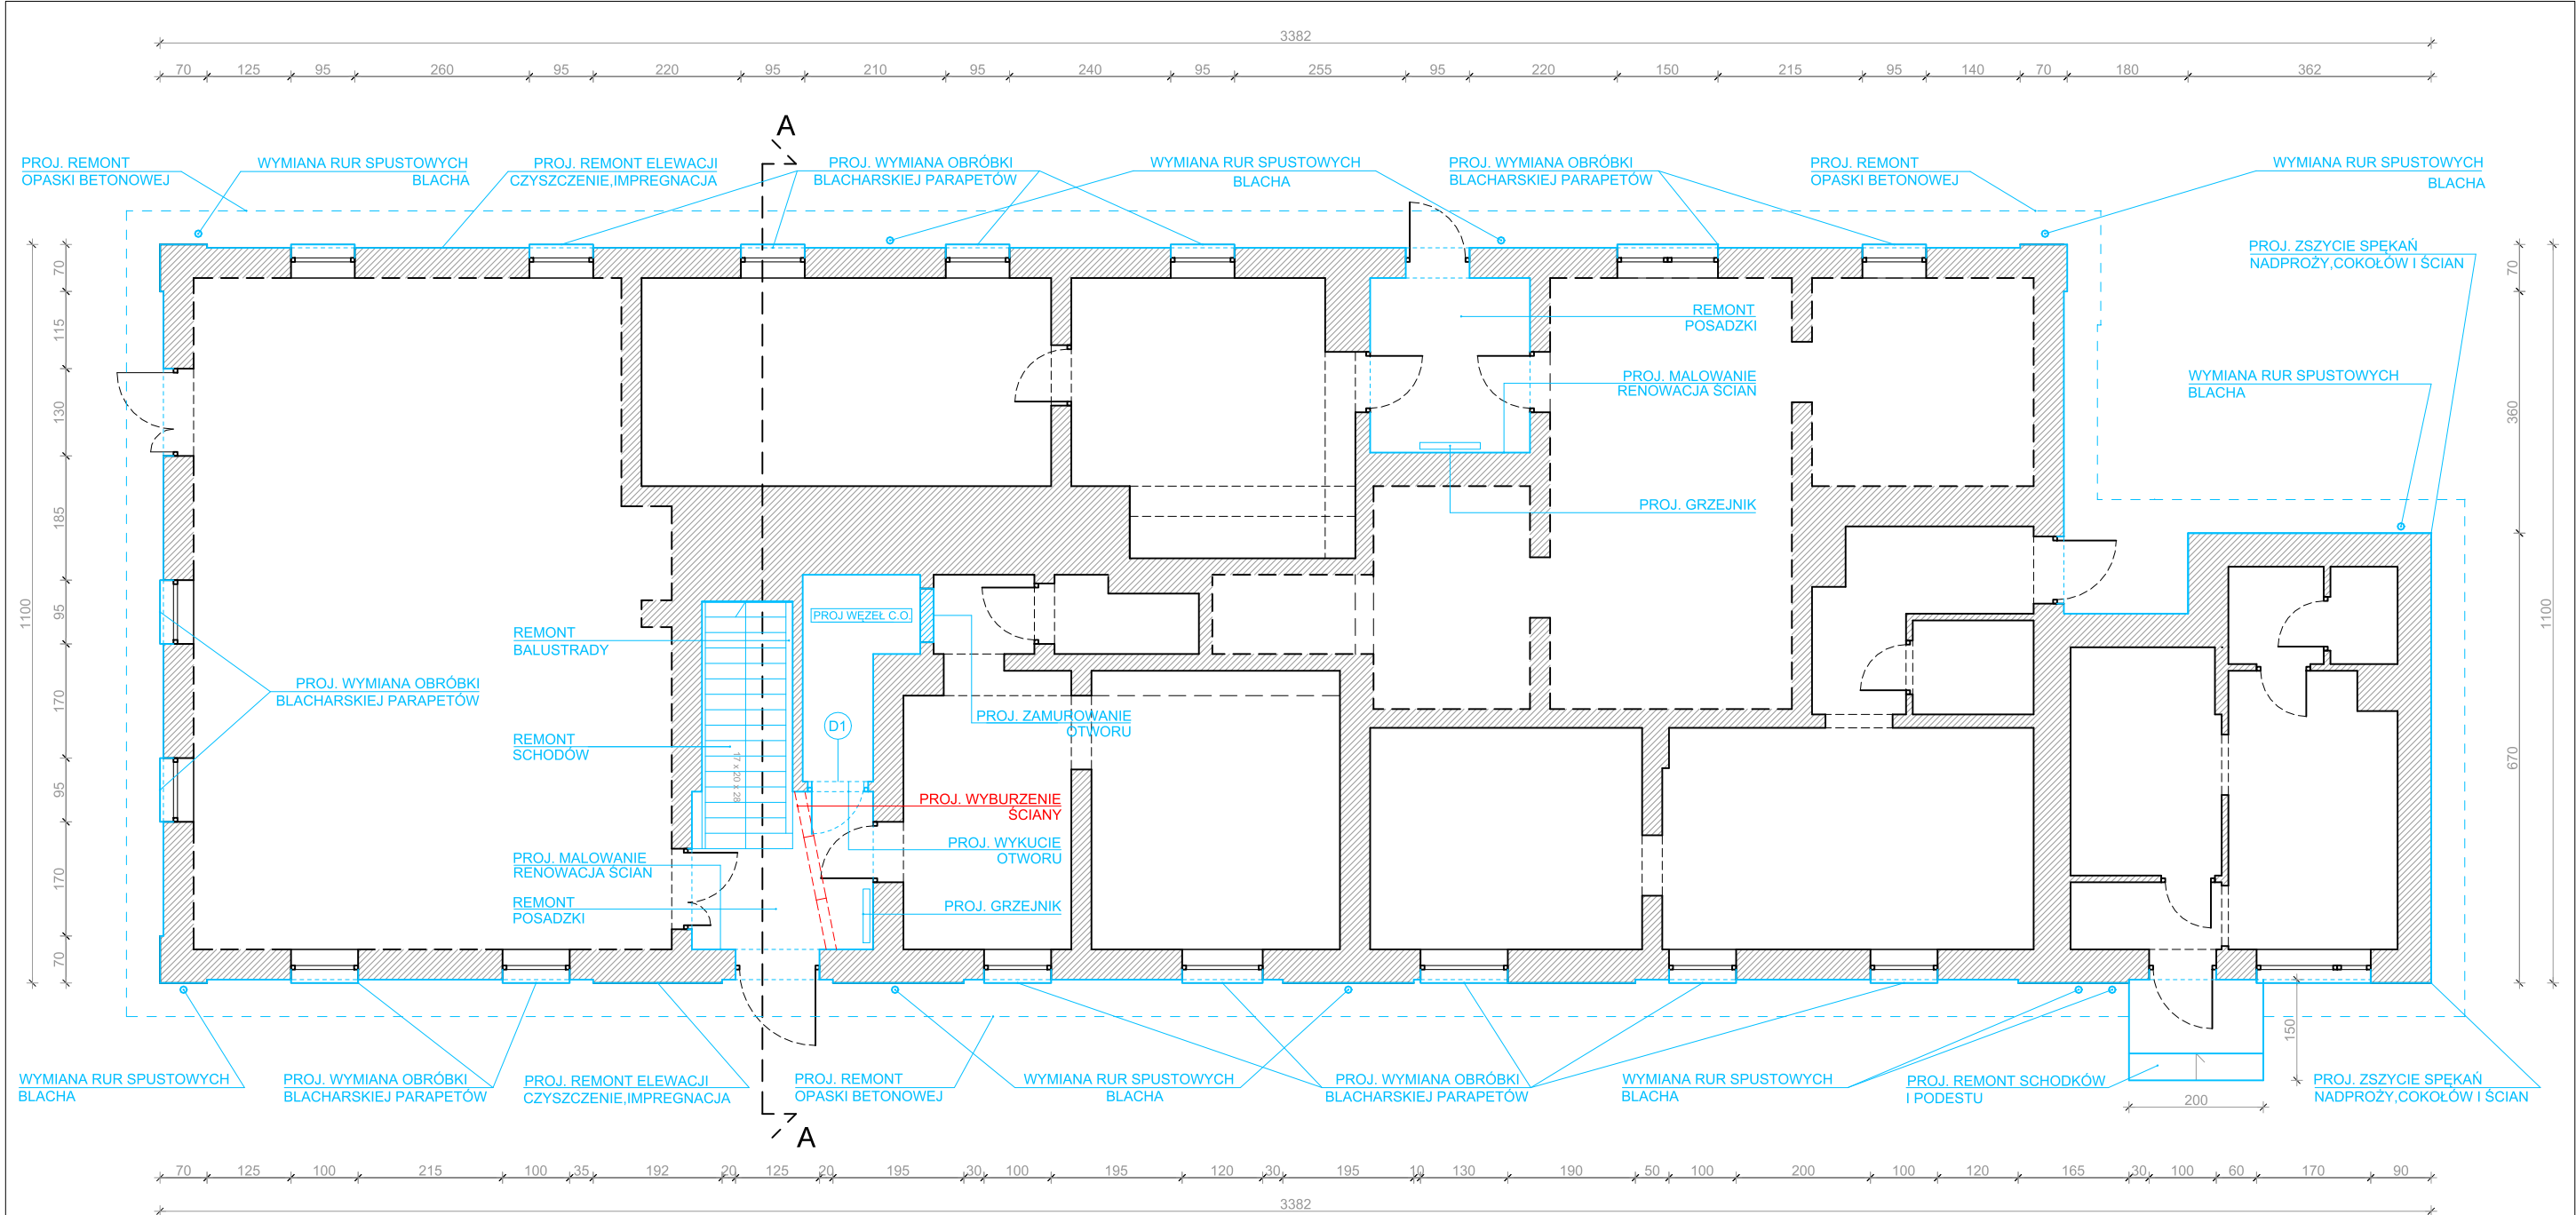 3382
70 125 95 260 95 220 95 210 95 240 95 255 95 220 150 215 95 140 70 180 362
A
PROJ. REMONT
OPASKI BETONOWEJ
WYMIANA RUR SPUSTOWYCH
BLACHA
PROJ. REMONT ELEWACJI
CZYSZCZENIE,IMPREGNACJA
PROJ. WYMIANA OBRÓBKI
BLACHARSKIEJ PARAPETÓW
WYMIANA RUR SPUSTOWYCH
BLACHA
PROJ. WYMIANA OBRÓBKI
BLACHARSKIEJ PARAPETÓW
PROJ. REMONT
OPASKI BETONOWEJ
WYMIANA RUR SPUSTOWYCH
BLACHA
PROJ. ZSZYCIE SPĘKAŃ
NADPROŻY,COKOŁÓW I ŚCIAN
WYMIANA RUR SPUSTOWYCH
BLACHA
1100
70 115 130 185 95 170 95 170 70
REMONT
POSADZKI
PROJ. MALOWANIE
RENOWACJA ŚCIAN
PROJ. GRZEJNIK
PROJ WĘZEŁ C.O.
REMONT
BALUSTRADY
PROJ. WYMIANA OBRÓBKI
BLACHARSKIEJ PARAPETÓW
PROJ. ZAMUROWANIE
OTWORU
D1
REMONT
SCHODÓW
17 x 20 x 28
PROJ. WYBURZENIE
ŚCIANY
PROJ. WYKUCIE
OTWORU
PROJ. MALOWANIE
RENOWACJA ŚCIAN
REMONT
POSADZKI
PROJ. GRZEJNIK
70 360 670
1100
150
200
WYMIANA RUR SPUSTOWYCH
BLACHA
PROJ. WYMIANA OBRÓBKI
BLACHARSKIEJ PARAPETÓW
PROJ. REMONT ELEWACJI
CZYSZCZENIE,IMPREGNACJA
PROJ. REMONT
OPASKI BETONOWEJ
WYMIANA RUR SPUSTOWYCH
BLACHA
PROJ. WYMIANA OBRÓBKI
BLACHARSKIEJ PARAPETÓW
WYMIANA RUR SPUSTOWYCH
BLACHA
PROJ. REMONT SCHODKÓW
I PODESTU
PROJ. ZSZYCIE SPĘKAŃ
NADPROŻY,COKOŁÓW I ŚCIAN
A
70 125 100 215 100 35 192 20 125 20 195 30 100 195 120 30 195 10 130 190 50 100 200 100 120 165 30 100 60 170 90
3382